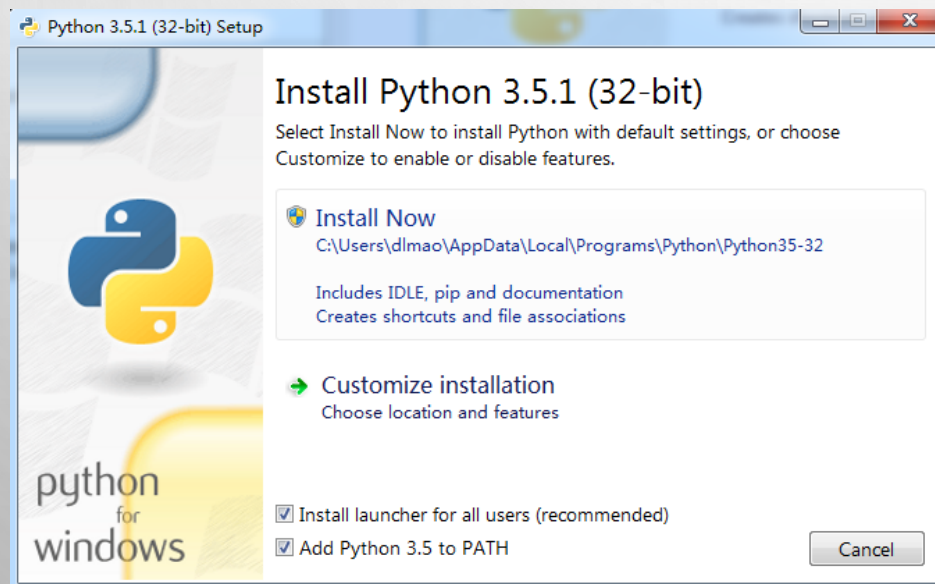 Python 3.5.1 (32-bit) Setup
Install Python 3.5.1 (32-bit)
Select Install Now to install Python with default settings, or choose
Customize to enable or disable features.
Install Now
C:\Users\dlmao\AppData\Local\Programs\Python\Python35-32
Includes IDLE, pip and documentation
Creates shortcuts and file associations
Customize installation
Choose location and features
python
for
windows
Install launcher for all users (recommended)
Add Python 3.5 to PATH
Cancel